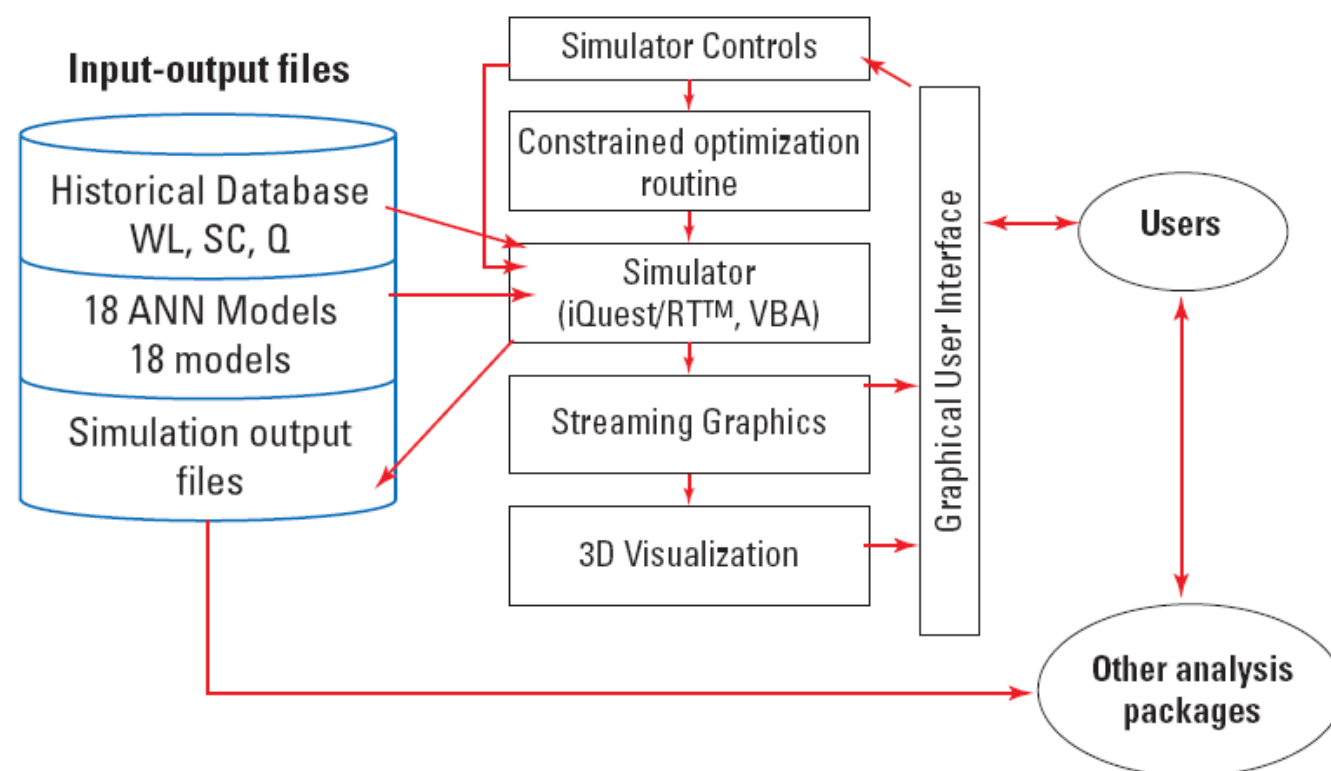 Input-output files
Historical Database
WL, SC, Q
18 ANN Models
18 models
Simulation output
files
Simulator Controls
Constrained optimization
routine
Simulator
(iQuest/RT™, VBA)
Streaming Graphics
3D Visualization
Graphical User Interface
Users
Other analysis
packages